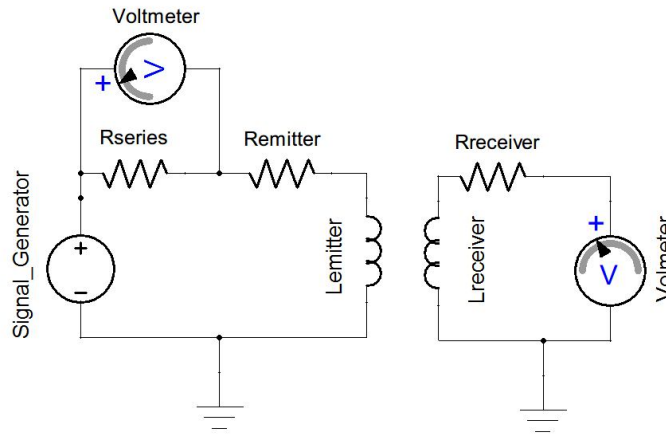 Voltmeter
+
V
Rseries
Remitter
Rreceiver
Signal_Generator
+
−
Lemitter
Lreceiver
+
V
Volmeter